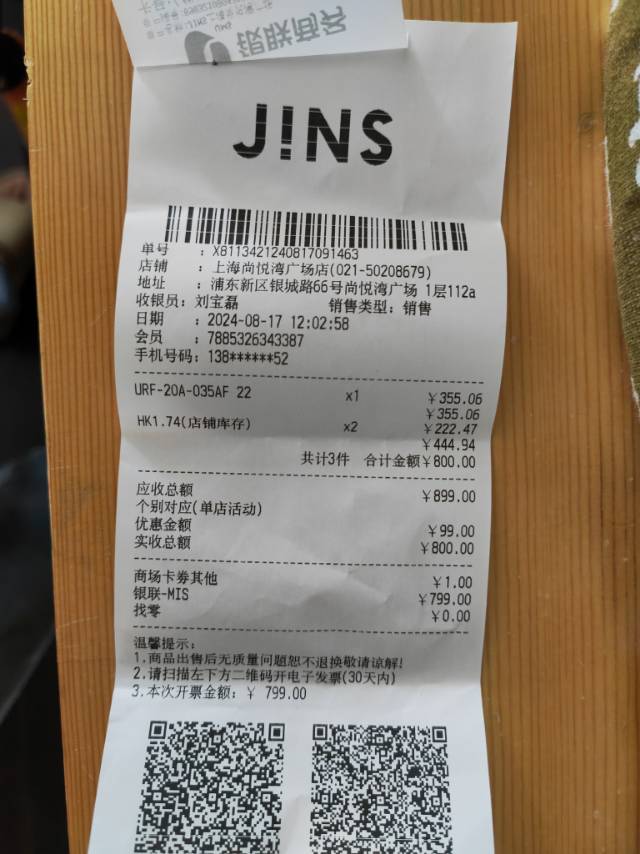 银联商务
JINS
单号 : X8113421240817091463
店铺 : 上海尚悦湾广场店(021-50208679)
地址 : 浦东新区银城路66号尚悦湾广场 1层112a
收银员: 刘宝磊 销售类型: 销售
日期 : 2024-08-17 12:02:58
会员 : 7885326343387
手机号码: 138******52
URF-20A-035AF 22 x1 ￥355.06
￥355.06
HK1.74(店铺库存) x2 ￥222.47
￥444.94
共计3件 合计金额￥800.00
应收总额 ￥899.00
个别对应(单店活动)
优惠金额 ￥99.00
实收总额 ￥800.00
商场卡券其他 ￥1.00
银联-MIS ￥799.00
找零 ￥0.00
温馨提示:
1.商品出售后无质量问题恕不退换敬请谅解!
2.请扫描左下方二维码开电子发票(30天内)
3.本次开票金额: ￥ 799.00